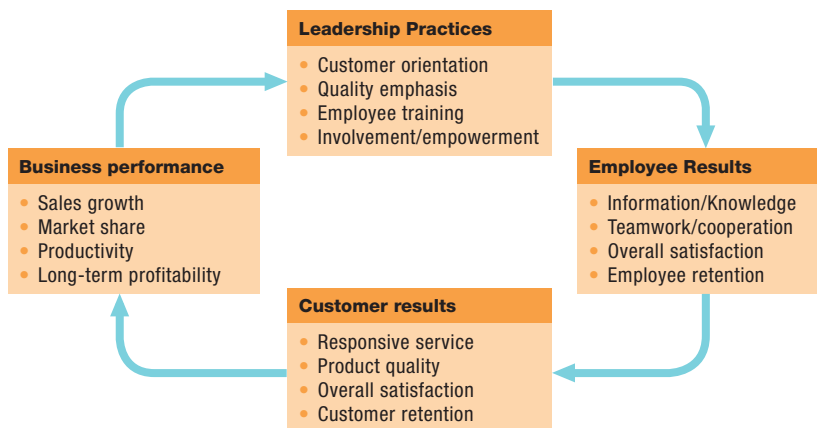 Leadership Practices
• Customer orientation
• Quality emphasis
• Employee training
• Involvement/empowerment
Employee Results
• Information/Knowledge
• Teamwork/cooperation
• Overall satisfaction
• Employee retention
Customer results
• Responsive service
• Product quality
• Overall satisfaction
• Customer retention
Business performance
• Sales growth
• Market share
• Productivity
• Long-term profitability